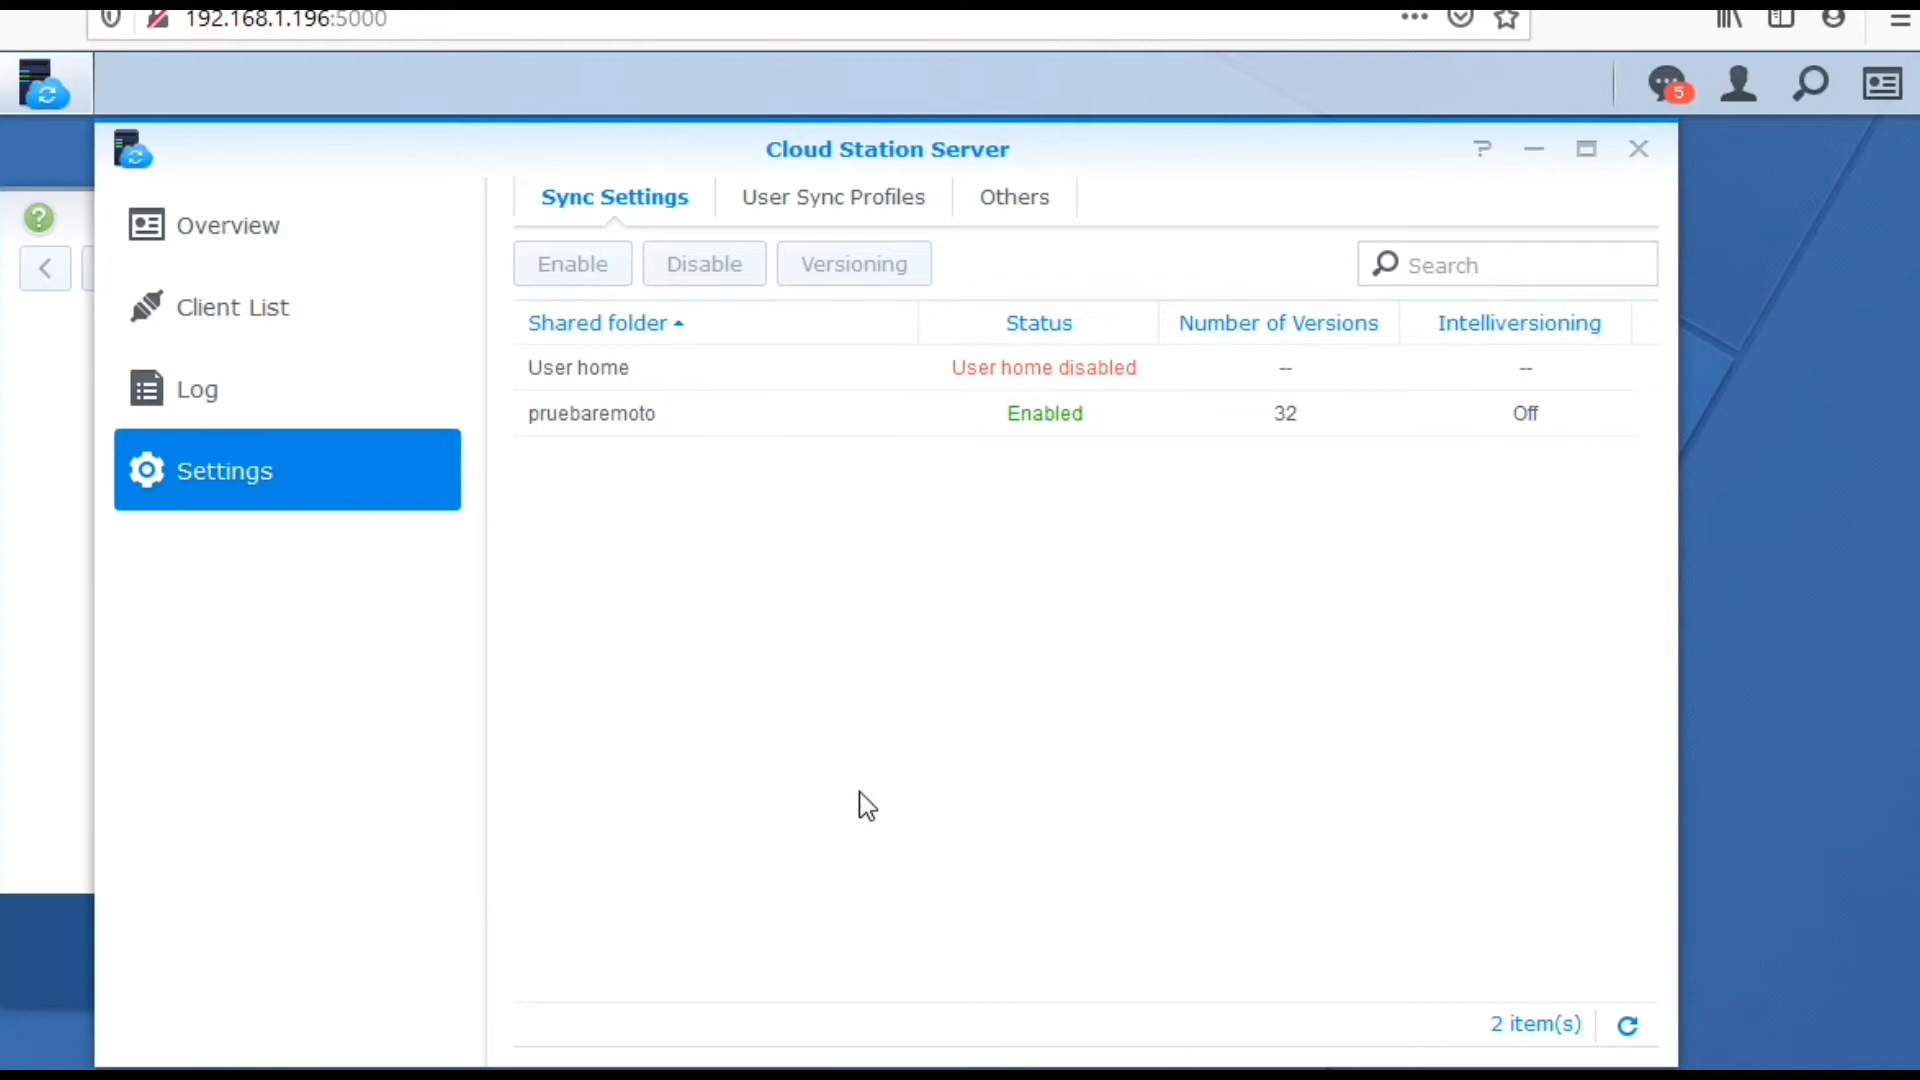 192.168.1.196:5000
5
Cloud Station Server
Overview
Client List
Log
Settings
Sync Settings
User Sync Profiles
Others
Enable
Disable
Versioning
Search
Shared folder
Status
Number of Versions
Intelliversioning
User home
User home disabled
--
--
pruebaremoto
Enabled
32
Off
2 item(s)